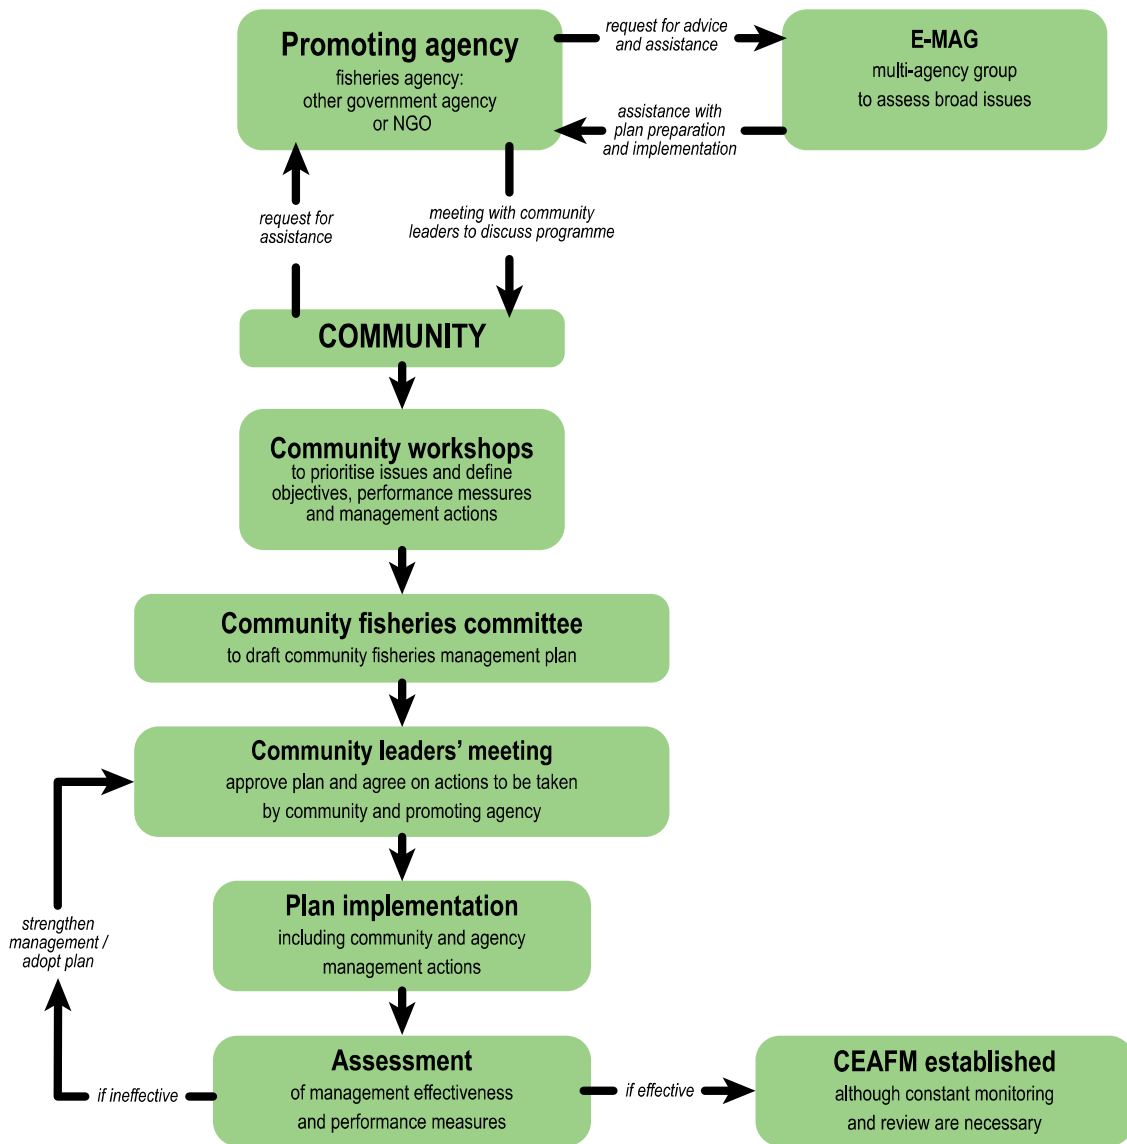 Promoting agency
fisheries agency:
other government agency
or NGO
request for advice
and assistance
E-MAG
multi-agency group
to assess broad issues
assistance with
plan preparation
and implementation
request for
assistance
meeting with community
leaders to discuss programme
COMMUNITY
Community workshops
to prioritise issues and define
objectives, performance messures
and management actions
Community fisheries committee
to draft community fisheries management plan
Community leaders’ meeting
approve plan and agree on actions to be taken
by community and promoting agency
Plan implementation
including community and agency
management actions
strengthen
management /
adopt plan
Assessment
of management effectiveness
and performance measures
if ineffective
if effective
CEAFM established
although constant monitoring
and review are necessary